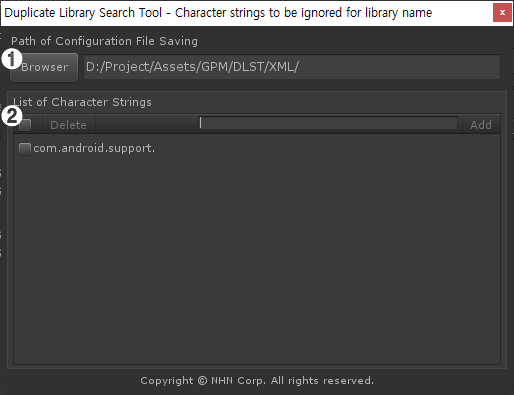 Duplicate Library Search Tool - Character strings to be ignored for library name
x
Path of Configuration File Saving
1
Browser
D:/Project/Assets/GPM/DLST/XML/
List of Character Strings
2
Delete
Add
com.android.support.
Copyright © NHN Corp. All rights reserved.